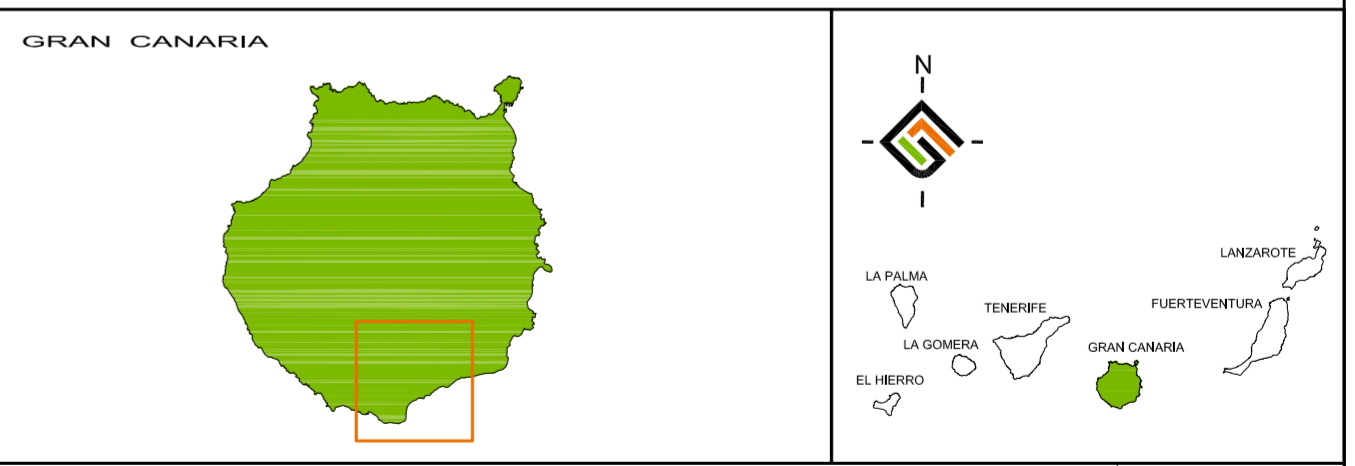 GRAN CANARIA
N
LANZAROTE
LA PALMA
FUERTEVENTURA
TENERIFE
LA GOMERA
GRAN CANARIA
EL HIERRO